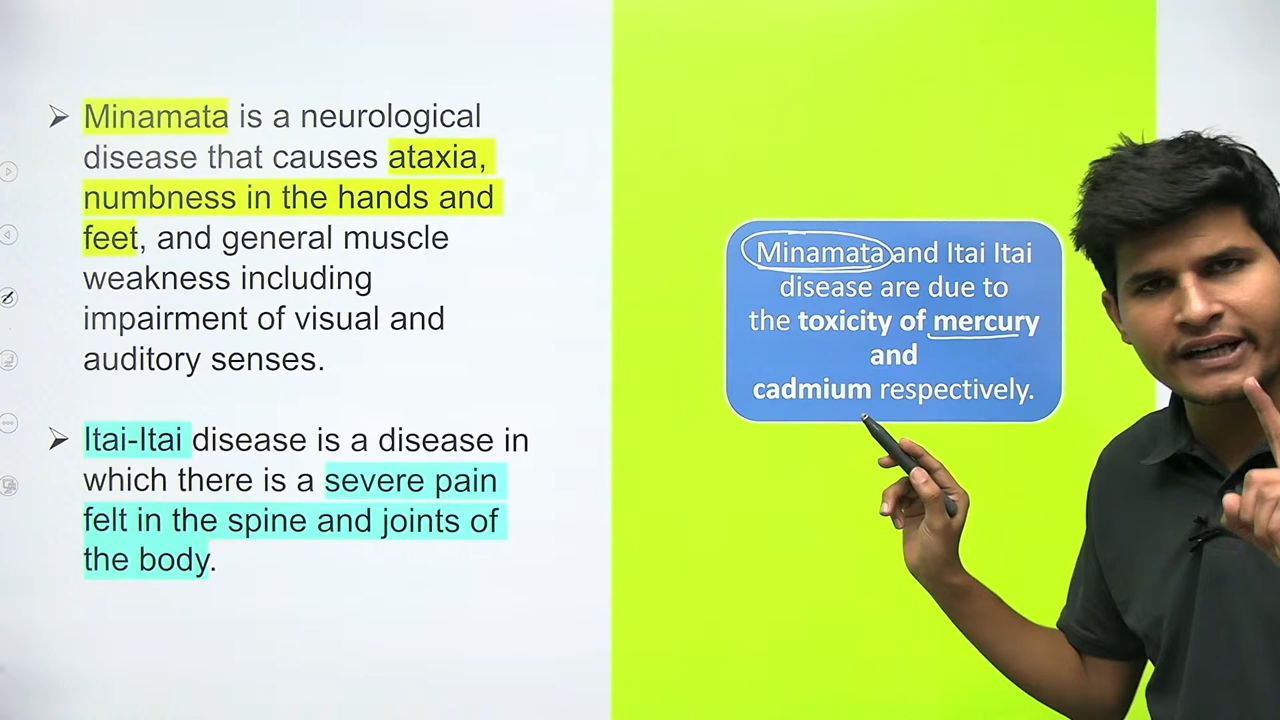 Minamata is a neurological
disease that causes ataxia,
numbness in the hands and
feet, and general muscle
weakness including
impairment of visual and
auditory senses.
Itai-Itai disease is a disease in
which there is a severe pain
felt in the spine and joints of
the body.
Minamata and Itai Itai
disease are due to
the toxicity of mercury
and
cadmium respectively.